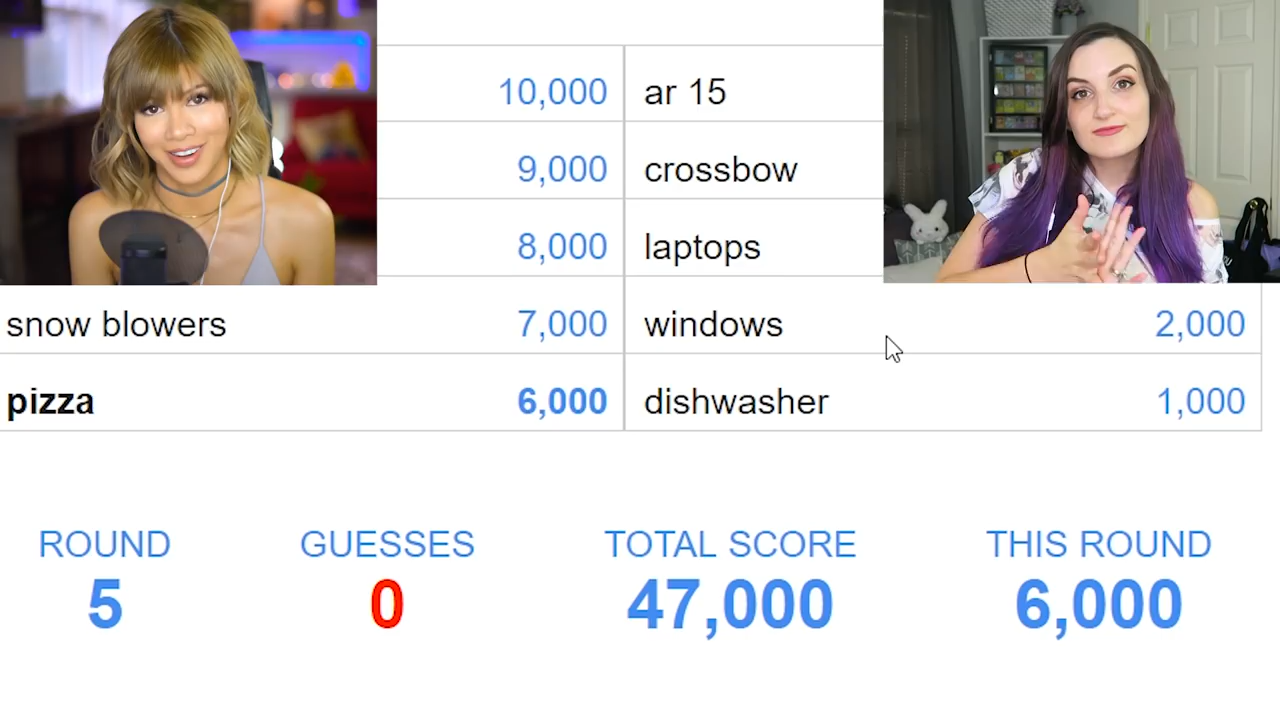 10,000 ar 15
9,000 crossbow
8,000 laptops
snow blowers 7,000 windows 2,000
pizza 6,000 dishwasher 1,000
ROUND GUESSES TOTAL SCORE THIS ROUND
5 0 47,000 6,000